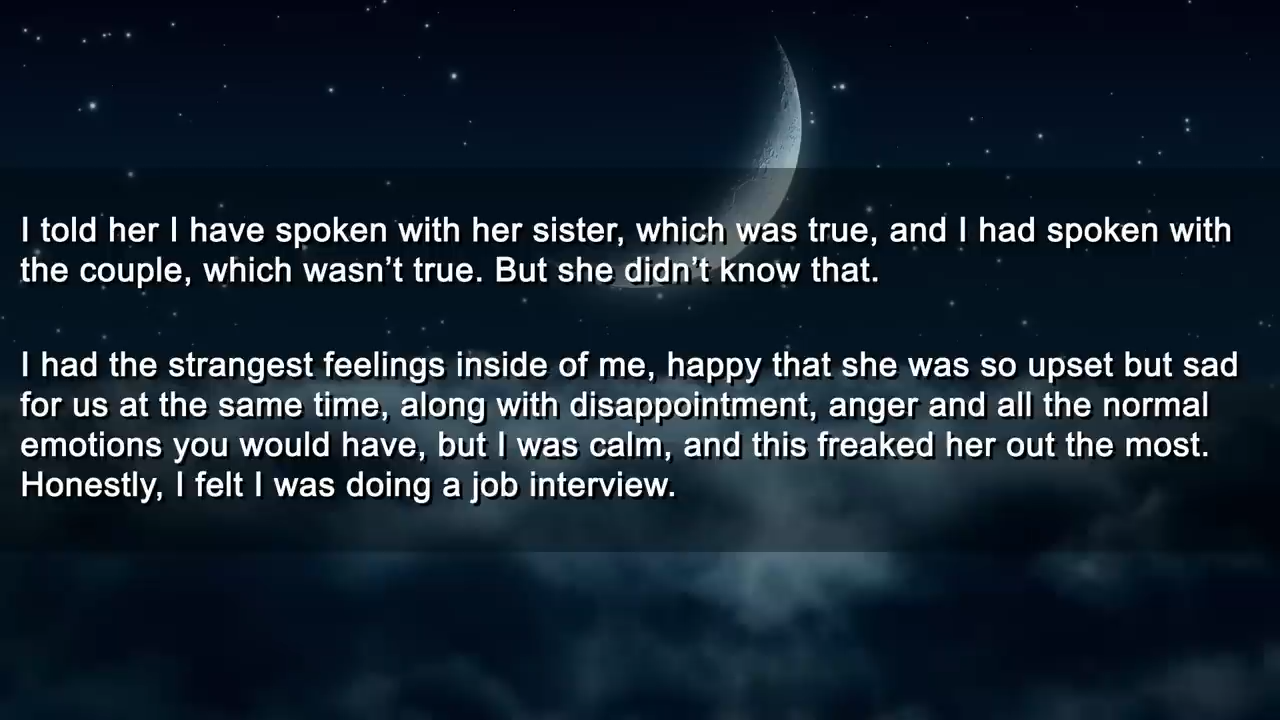 I told her I have spoken with her sister, which was true, and I had spoken with
the couple, which wasn’t true. But she didn’t know that.
I had the strangest feelings inside of me, happy that she was so upset but sad
for us at the same time, along with disappointment, anger and all the normal
emotions you would have, but I was calm, and this freaked her out the most.
Honestly, I felt I was doing a job interview.